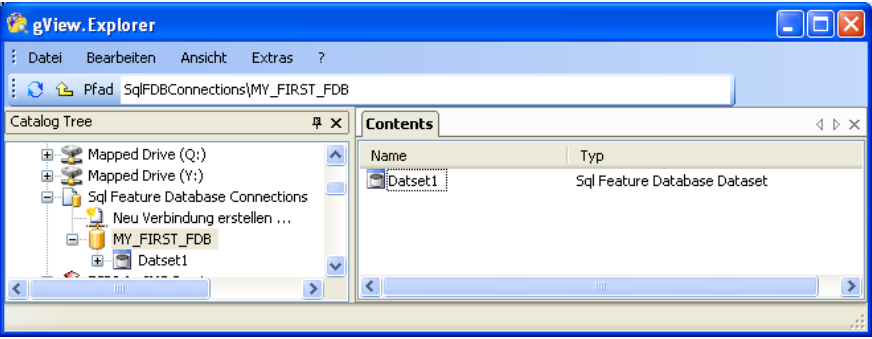 gView.Explorer
Datei Bearbeiten Ansicht Extras ?
Pfad SqlFDBConnections\MY_FIRST_FDB
Catalog Tree
Mapped Drive (Q:)
Mapped Drive (Y:)
Sql Feature Database Connections
Neu Verbindung erstellen ...
MY_FIRST_FDB
Datset1
Contents
Name Typ
Datset1 Sql Feature Database Dataset